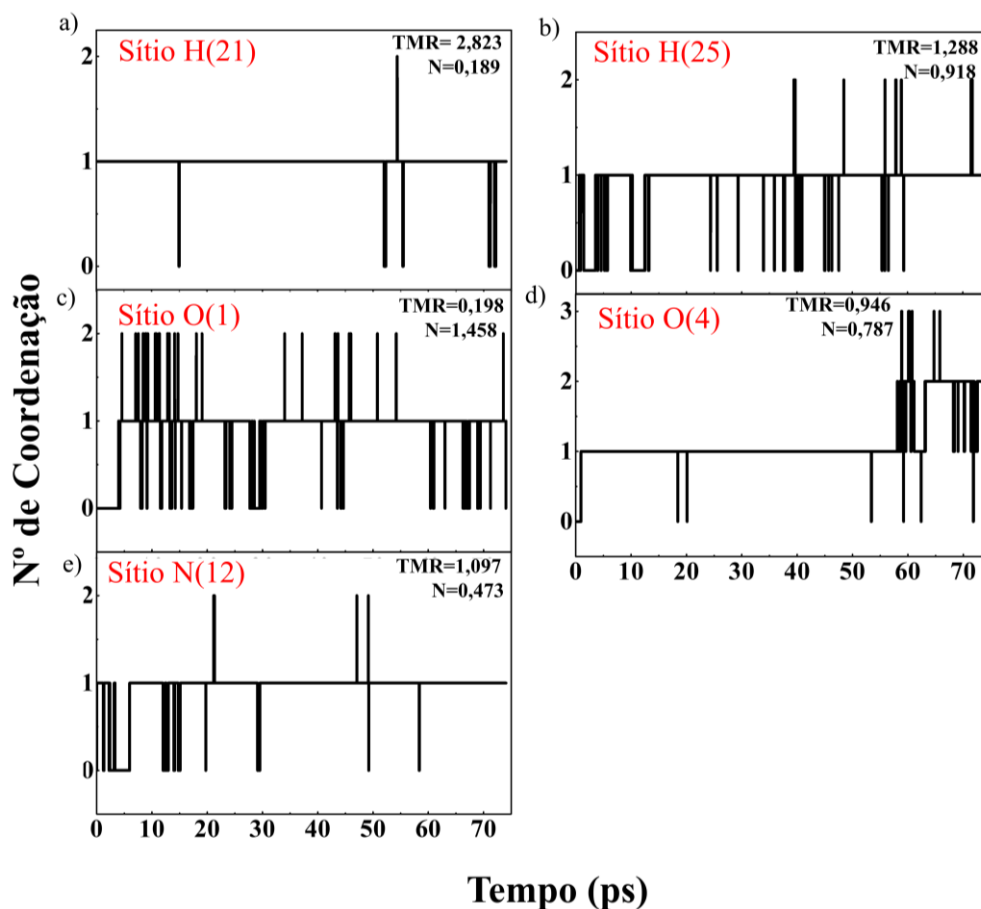 a)
Sítio H(21)
TMR= 2,823
N=0,189
2
1
0
b)
Sítio H(25)
TMR=1,288
N=0,918
2
1
0
c)
Sítio O(1)
TMR=0,198
N=1,458
2
1
0
d)
Sítio O(4)
TMR=0,946
N=0,787
3
2
1
0
0 10 20 30 40 50 60 70
e)
Sítio N(12)
TMR=1,097
N=0,473
2
1
0
0 10 20 30 40 50 60 70
Nº de Coordenação
Tempo (ps)